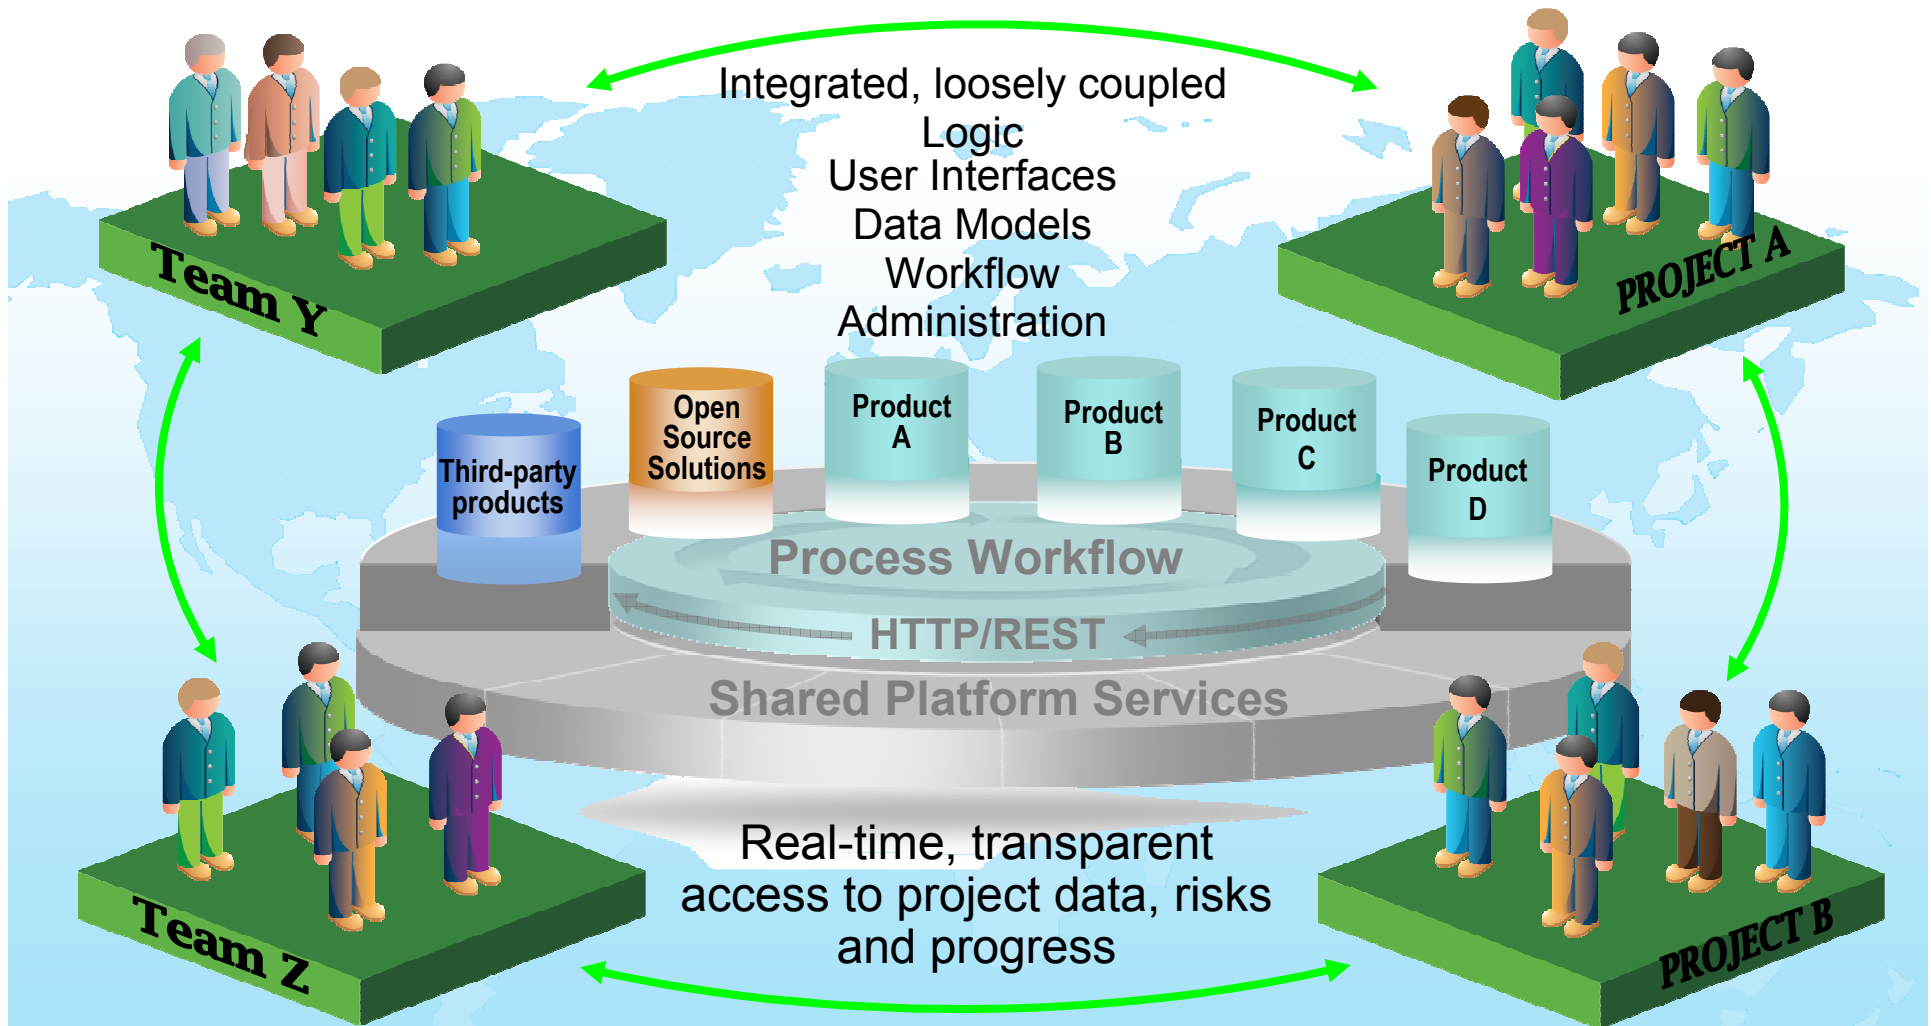 Integrated, loosely coupled
Logic
User Interfaces
Data Models
Workflow
Administration
Team Y
PROJECT A
Third-party
products
Open
Source
Solutions
Product
A
Product
B
Product
C
Product
D
Process Workflow
HTTP/REST
Shared Platform Services
Real-time, transparent
access to project data, risks
and progress
Team Z
PROJECT B